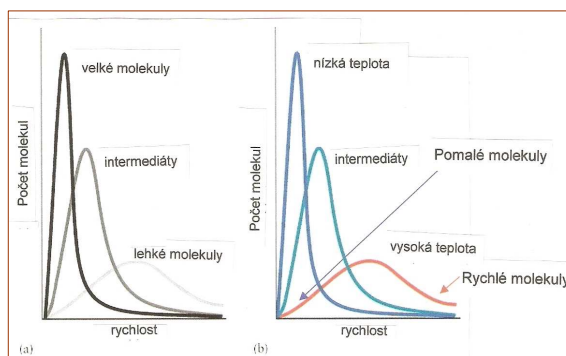 Počet molekul
velké molekuly
intermediáty
lehké molekuly
rychlost
(a)
Počet molekul
nízká teplota
intermediáty
Pomalé molekuly
vysoká teplota
Rychlé molekuly
rychlost
(b)